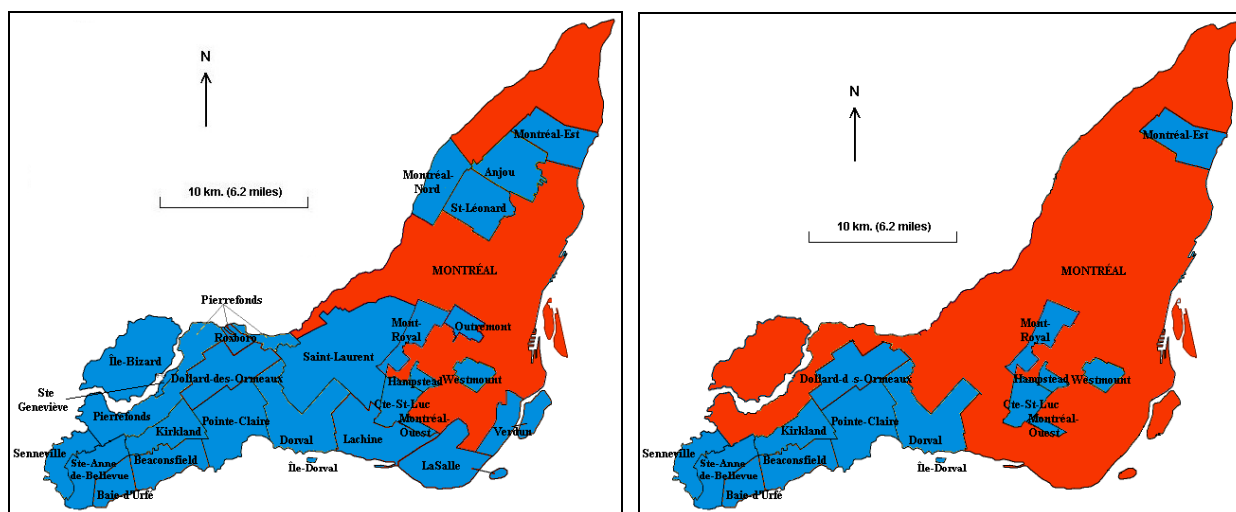 N
10 km. (6.2 miles)
Montréal-Est
Montréal-
Nord
Anjou
St-Léonard
MONTRÉAL
Pierrefonds
Roxboro
Mont-
Royal
Outremont
Saint-Laurent
Île-Bizard
Dollard-des-Ormeaux
Hampstead
Westmount
Ste
Geneviève
Pierrefonds
Pointe-Claire
Cte-St-Luc
Montréal-
Ouest
Verdun
Kirkland
Dorval
Lachine
Senneville
Ste-Anne
de-Bellevue
Beaconsfield
Île-Dorval
LaSalle
Baie-d'Urfé
N
10 km. (6.2 miles)
Montréal-Est
MONTRÉAL
Mont-
Royal
Dollard-d s-Ormeaux
Hampstead
Westmount
Cte-St-Luc
Montréal-
Ouest
Kirkland
Pointe-Claire
Dorval
Senneville
Ste-Anne
de-Bellevue
Beaconsfield
Île-Dorval
Baie-d'Urfé